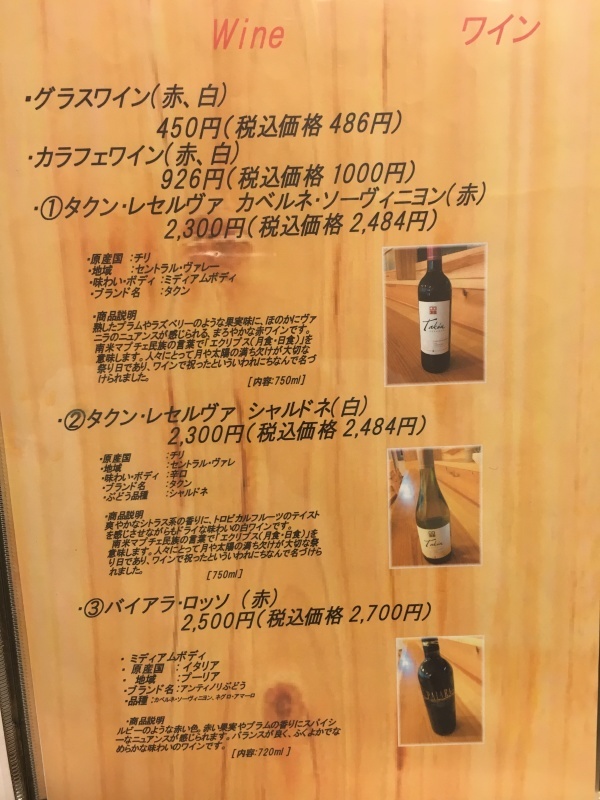 Wine ワイン
・グラスワイン(赤、白)
450円(税込価格 486円)
・カラフェワイン(赤、白)
926円(税込価格 1000円)
・①タクン・レセルヴァ カベルネ・ソーヴィニヨン(赤)
2,300円(税込価格 2,484円)
・原産国 :チリ
・地域 :セントラル・ヴァレー
・味わい・ボディ :ミディアムボディ
・ブランド名 :タクン
・商品説明
熟したプラムやラズベリーのような果実味に、ほのかにヴァ
ニラのニュアンスが感じられる、まろやかな赤ワインです。
南米マプチェ民族の言葉で「エクリプス(月食・日食)」を
意味します。人々にとって月や太陽の満ち欠けが大切な
祭り日であり、ワインで祝ったといういわれにちなんで名づ
けられました。
[内容:750ml]
Takun
・②タクン・レセルヴァ シャルドネ(白)
2,300円(税込価格 2,484円)
・原産国 :チリ
・地域 :セントラル・ヴァレ
・味わい・ボディ :辛口
・ブランド名 :タクン
・ぶどう品種 :シャルドネ
・商品説明
爽やかなシトラス系の香りに、トロピカルフルーツのテイスト
を感じさせながらもドライな味わいの白ワインです。
南米マプチェ民族の言葉で「エクリプス(月食・日食)」を
意味します。人々にとって月や太陽の満ち欠けが大切な祭
り日であり、ワインで祝ったといういわれにちなんで名づけら
れました。
[750ml]
Takun
・③バイアラ・ロッソ (赤)
2,500円(税込価格 2,700円)
・ ミディアムボディ
・ 原産国 :イタリア
・ 地域 :プーリア
・ブランド名 :アンティノリぶどう
・品種 :カベルネ・ソーヴィニヨン、ネグロ・アマーロ
・商品説明
ルビーのような赤い色。赤い果実やプラムの香りにスパイシ
ーなニュアンスが感じられます。バランスが良く、ふくよかでな
めらかな味わいのワインです。
[内容:720ml ]